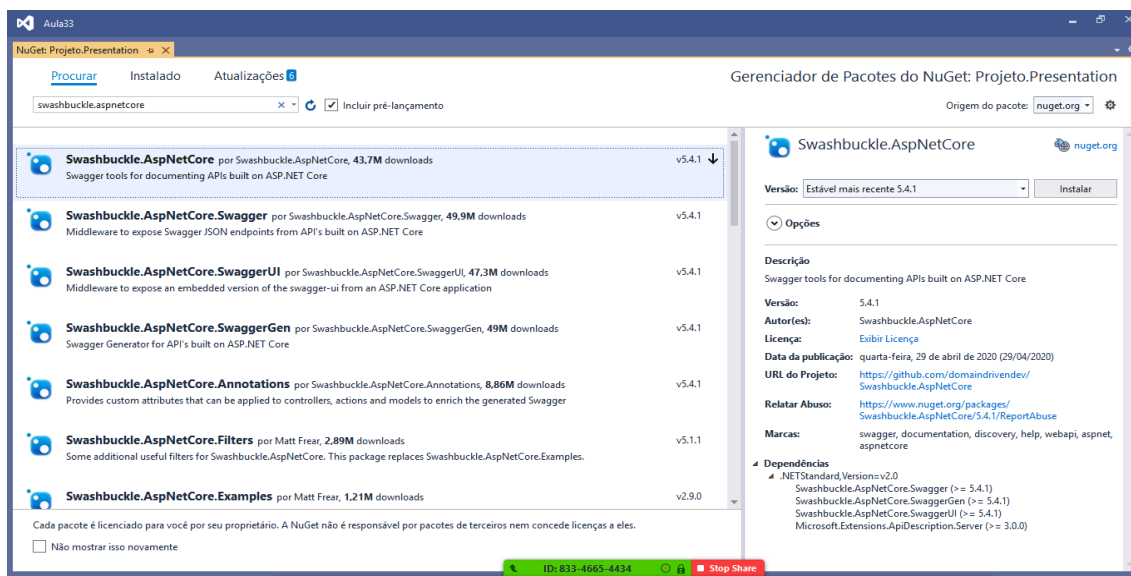 Aula33
NuGet: Projeto.Presentation
Procurar Instalado Atualizações 6
Gerenciador de Pacotes do NuGet: Projeto.Presentation
swashbuckle.aspnetcore
Incluir pré-lançamento
Origem do pacote: nuget.org
Swashbuckle.AspNetCore por Swashbuckle.AspNetCore, 43,7M downloads v5.4.1
Swagger tools for documenting APIs built on ASP.NET Core
Swashbuckle.AspNetCore.Swagger por Swashbuckle.AspNetCore.Swagger, 49,9M downloads v5.4.1
Middleware to expose Swagger JSON endpoints from API's built on ASP.NET Core
Swashbuckle.AspNetCore.SwaggerUI por Swashbuckle.AspNetCore.SwaggerUI, 47,3M downloads v5.4.1
Middleware to expose an embedded version of the swagger-ui from an ASP.NET Core application
Swashbuckle.AspNetCore.SwaggerGen por Swashbuckle.AspNetCore.SwaggerGen, 49M downloads v5.4.1
Swagger Generator for API's built on ASP.NET Core
Swashbuckle.AspNetCore.Annotations por Swashbuckle.AspNetCore.Annotations, 8,86M downloads v5.4.1
Provides custom attributes that can be applied to controllers, actions and models to enrich the generated Swagger
Swashbuckle.AspNetCore.Filters por Matt Frear, 2,89M downloads v5.1.1
Some additional useful filters for Swashbuckle.AspNetCore. This package replaces Swashbuckle.AspNetCore.Examples.
Swashbuckle.AspNetCore.Examples por Matt Frear, 1,21M downloads v2.9.0
Cada pacote é licenciado para você por seu proprietário. A NuGet não é responsável por pacotes de terceiros nem concede licenças a eles.
Não mostrar isso novamente
Swashbuckle.AspNetCore nuget.org
Versão: Estável mais recente 5.4.1 Instalar
Opções
Descrição
Swagger tools for documenting APIs built on ASP.NET Core
Versão: 5.4.1
Autor(es): Swashbuckle.AspNetCore
Licença: Exibir Licença
Data da publicação: quarta-feira, 29 de abril de 2020 (29/04/2020)
URL do Projeto: https://github.com/domaindrivendev/
Swashbuckle.AspNetCore
Relatar Abuso: https://www.nuget.org/packages/
Swashbuckle.AspNetCore/5.4.1/ReportAbuse
Marcas: swagger, documentation, discovery, help, webapi, aspnet,
aspnetcore
Dependências
.NETStandard,Version=v2.0
Swashbuckle.AspNetCore.Swagger (>= 5.4.1)
Swashbuckle.AspNetCore.SwaggerGen (>= 5.4.1)
Swashbuckle.AspNetCore.SwaggerUI (>= 5.4.1)
Microsoft.Extensions.ApiDescription.Server (>= 3.0.0)
ID: 833-4665-4434 Stop Share